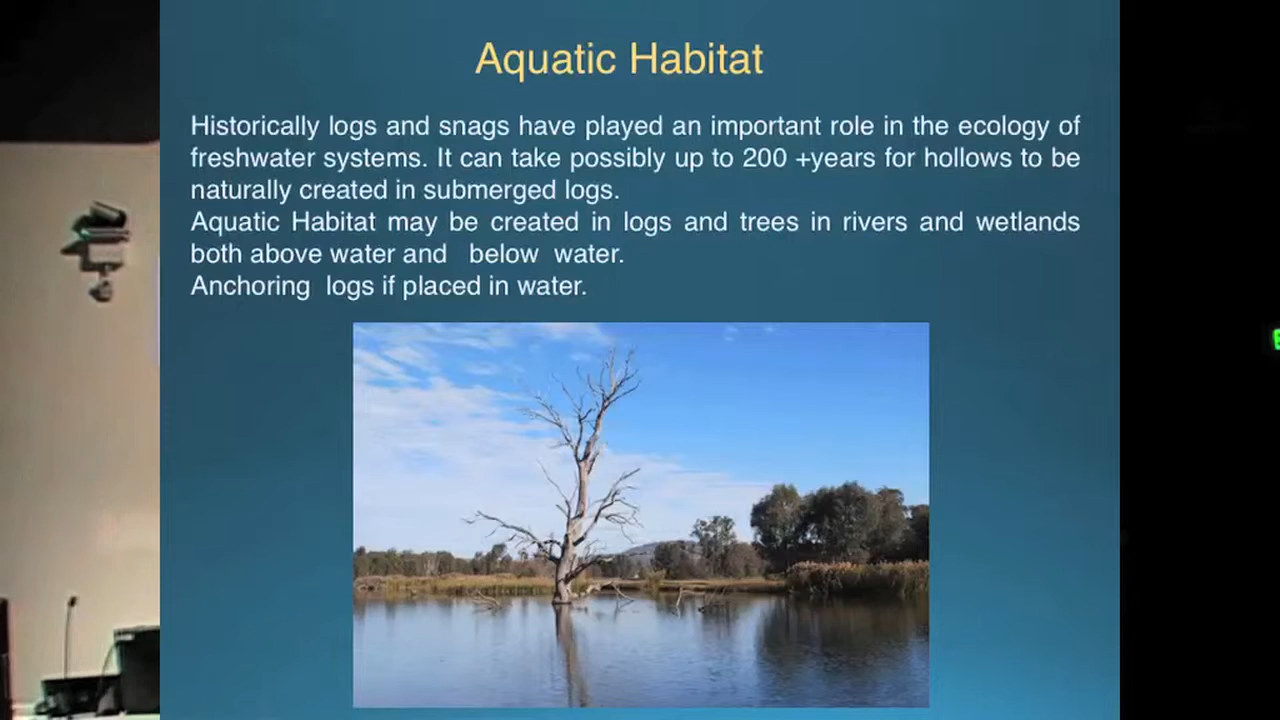 Aquatic Habitat
Historically logs and snags have played an important role in the ecology of
freshwater systems. It can take possibly up to 200 +years for hollows to be
naturally created in submerged logs.
Aquatic Habitat may be created in logs and trees in rivers and wetlands
both above water and below water.
Anchoring logs if placed in water.